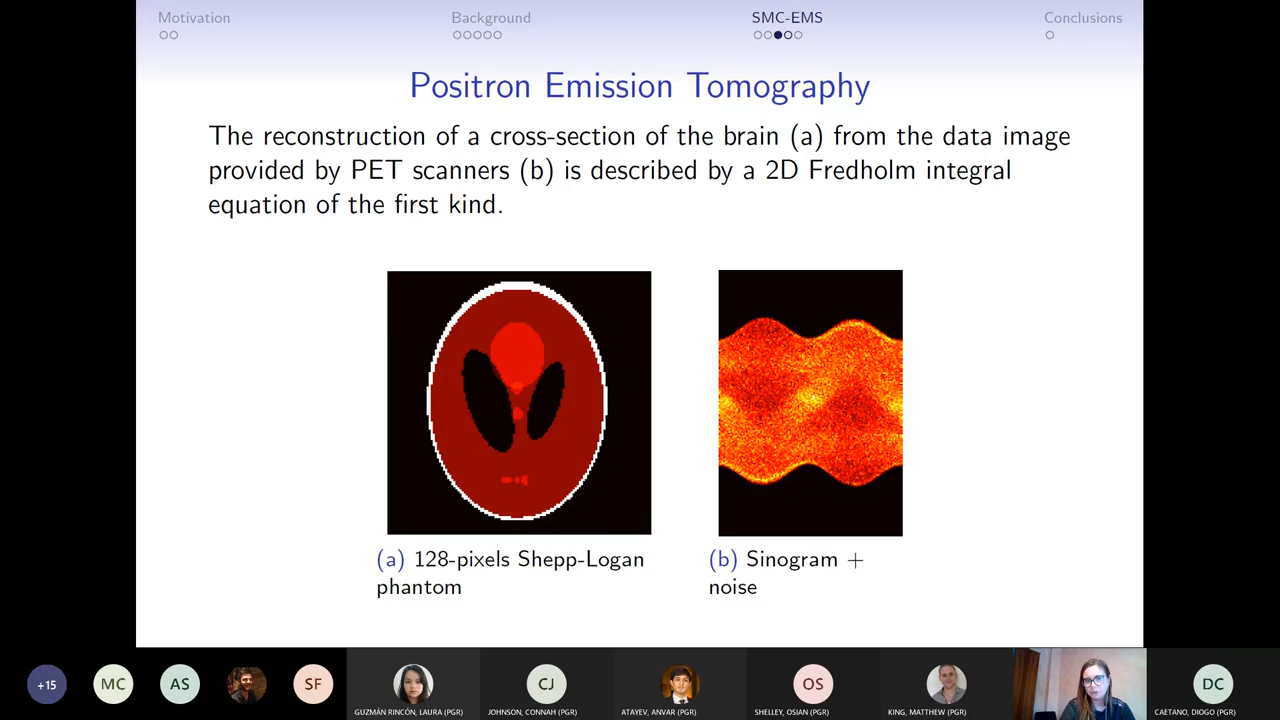 Motivation
Background
SMC-EMS
Conclusions
Positron Emission Tomography
The reconstruction of a cross-section of the brain (a) from the data image
provided by PET scanners (b) is described by a 2D Fredholm integral
equation of the first kind.
(a) 128-pixels Shepp-Logan
phantom
(b) Sinogram +
noise
+15
MC
AS
SF
GUZMÁN RINCÓN, LAURA (PGR)
CJ
JOHNSON, CONNAH (PGR)
ATAYEV, ANVAR (PGR)
OS
SHELLEY, OSIAN (PGR)
KING, MATTHEW (PGR)
DC
CAETANO, DIOGO (PGR)